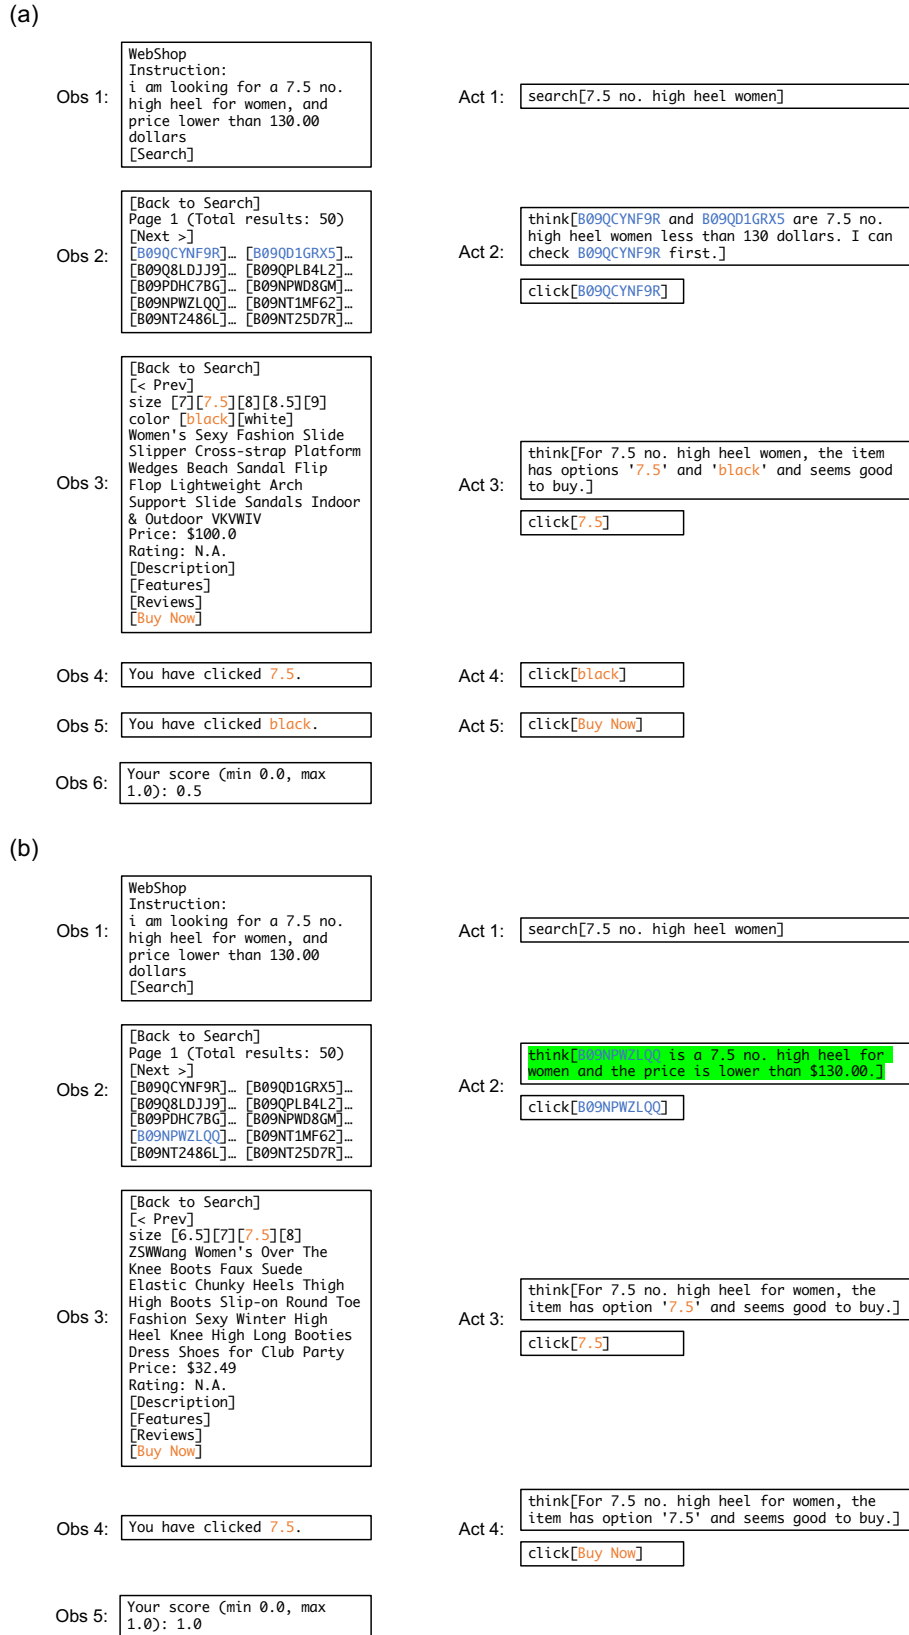 (a)
Obs 1:
WebShop
Instruction:
i am looking for a 7.5 no.
high heel for women, and
price lower than 130.00
dollars
[Search]
Act 1:
search[7.5 no. high heel women]
Obs 2:
[Back to Search]
Page 1 (Total results: 50)
[Next >]
[B09QCYNF9R]… [B09QD1GRX5]…
[B09Q8LDJJ9]… [B09QPLB4L2]…
[B09PDHC7BG]… [B09NPWD8GM]…
[B09NPWZLQQ]… [B09NT1MF62]…
[B09NT2486L]… [B09NT25D7R]…
Act 2:
think[B09QCYNF9R and B09QD1GRX5 are 7.5 no.
high heel women less than 130 dollars. I can
check B09QCYNF9R first.]
click[B09QCYNF9R]
Obs 3:
[Back to Search]
[< Prev]
size [7][7.5][8][8.5][9]
color [black][white]
Women's Sexy Fashion Slide
Slipper Cross-strap Platform
Wedges Beach Sandal Flip
Flop Lightweight Arch
Support Slide Sandals Indoor
& Outdoor VKVWIV
Price: $100.0
Rating: N.A.
[Description]
[Features]
[Reviews]
[Buy Now]
Act 3:
think[For 7.5 no. high heel women, the item
has options '7.5' and 'black' and seems good
to buy.]
click[7.5]
Obs 4:
You have clicked 7.5.
Act 4:
click[black]
Obs 5:
You have clicked black.
Act 5:
click[Buy Now]
Obs 6:
Your score (min 0.0, max
1.0): 0.5
(b)
Obs 1:
WebShop
Instruction:
i am looking for a 7.5 no.
high heel for women, and
price lower than 130.00
dollars
[Search]
Act 1:
search[7.5 no. high heel women]
Obs 2:
[Back to Search]
Page 1 (Total results: 50)
[Next >]
[B09QCYNF9R]… [B09QD1GRX5]…
[B09Q8LDJJ9]… [B09QPLB4L2]…
[B09PDHC7BG]… [B09NPWD8GM]…
[B09NPWZLQQ]… [B09NT1MF62]…
[B09NT2486L]… [B09NT25D7R]…
Act 2:
think[B09NPWZLQQ is a 7.5 no. high heel for
women and the price is lower than $130.00.]
click[B09NPWZLQQ]
Obs 3:
[Back to Search]
[< Prev]
size [6.5][7][7.5][8]
ZSWWang Women's Over The
Knee Boots Faux Suede
Elastic Chunky Heels Thigh
High Boots Slip-on Round Toe
Fashion Sexy Winter High
Heel Knee High Long Booties
Dress Shoes for Club Party
Price: $32.49
Rating: N.A.
[Description]
[Features]
[Reviews]
[Buy Now]
Act 3:
think[For 7.5 no. high heel for women, the
item has option '7.5' and seems good to buy.]
click[7.5]
Obs 4:
You have clicked 7.5.
Act 4:
think[For 7.5 no. high heel for women, the
item has option '7.5' and seems good to buy.]
click[Buy Now]
Obs 5:
Your score (min 0.0, max
1.0): 1.0